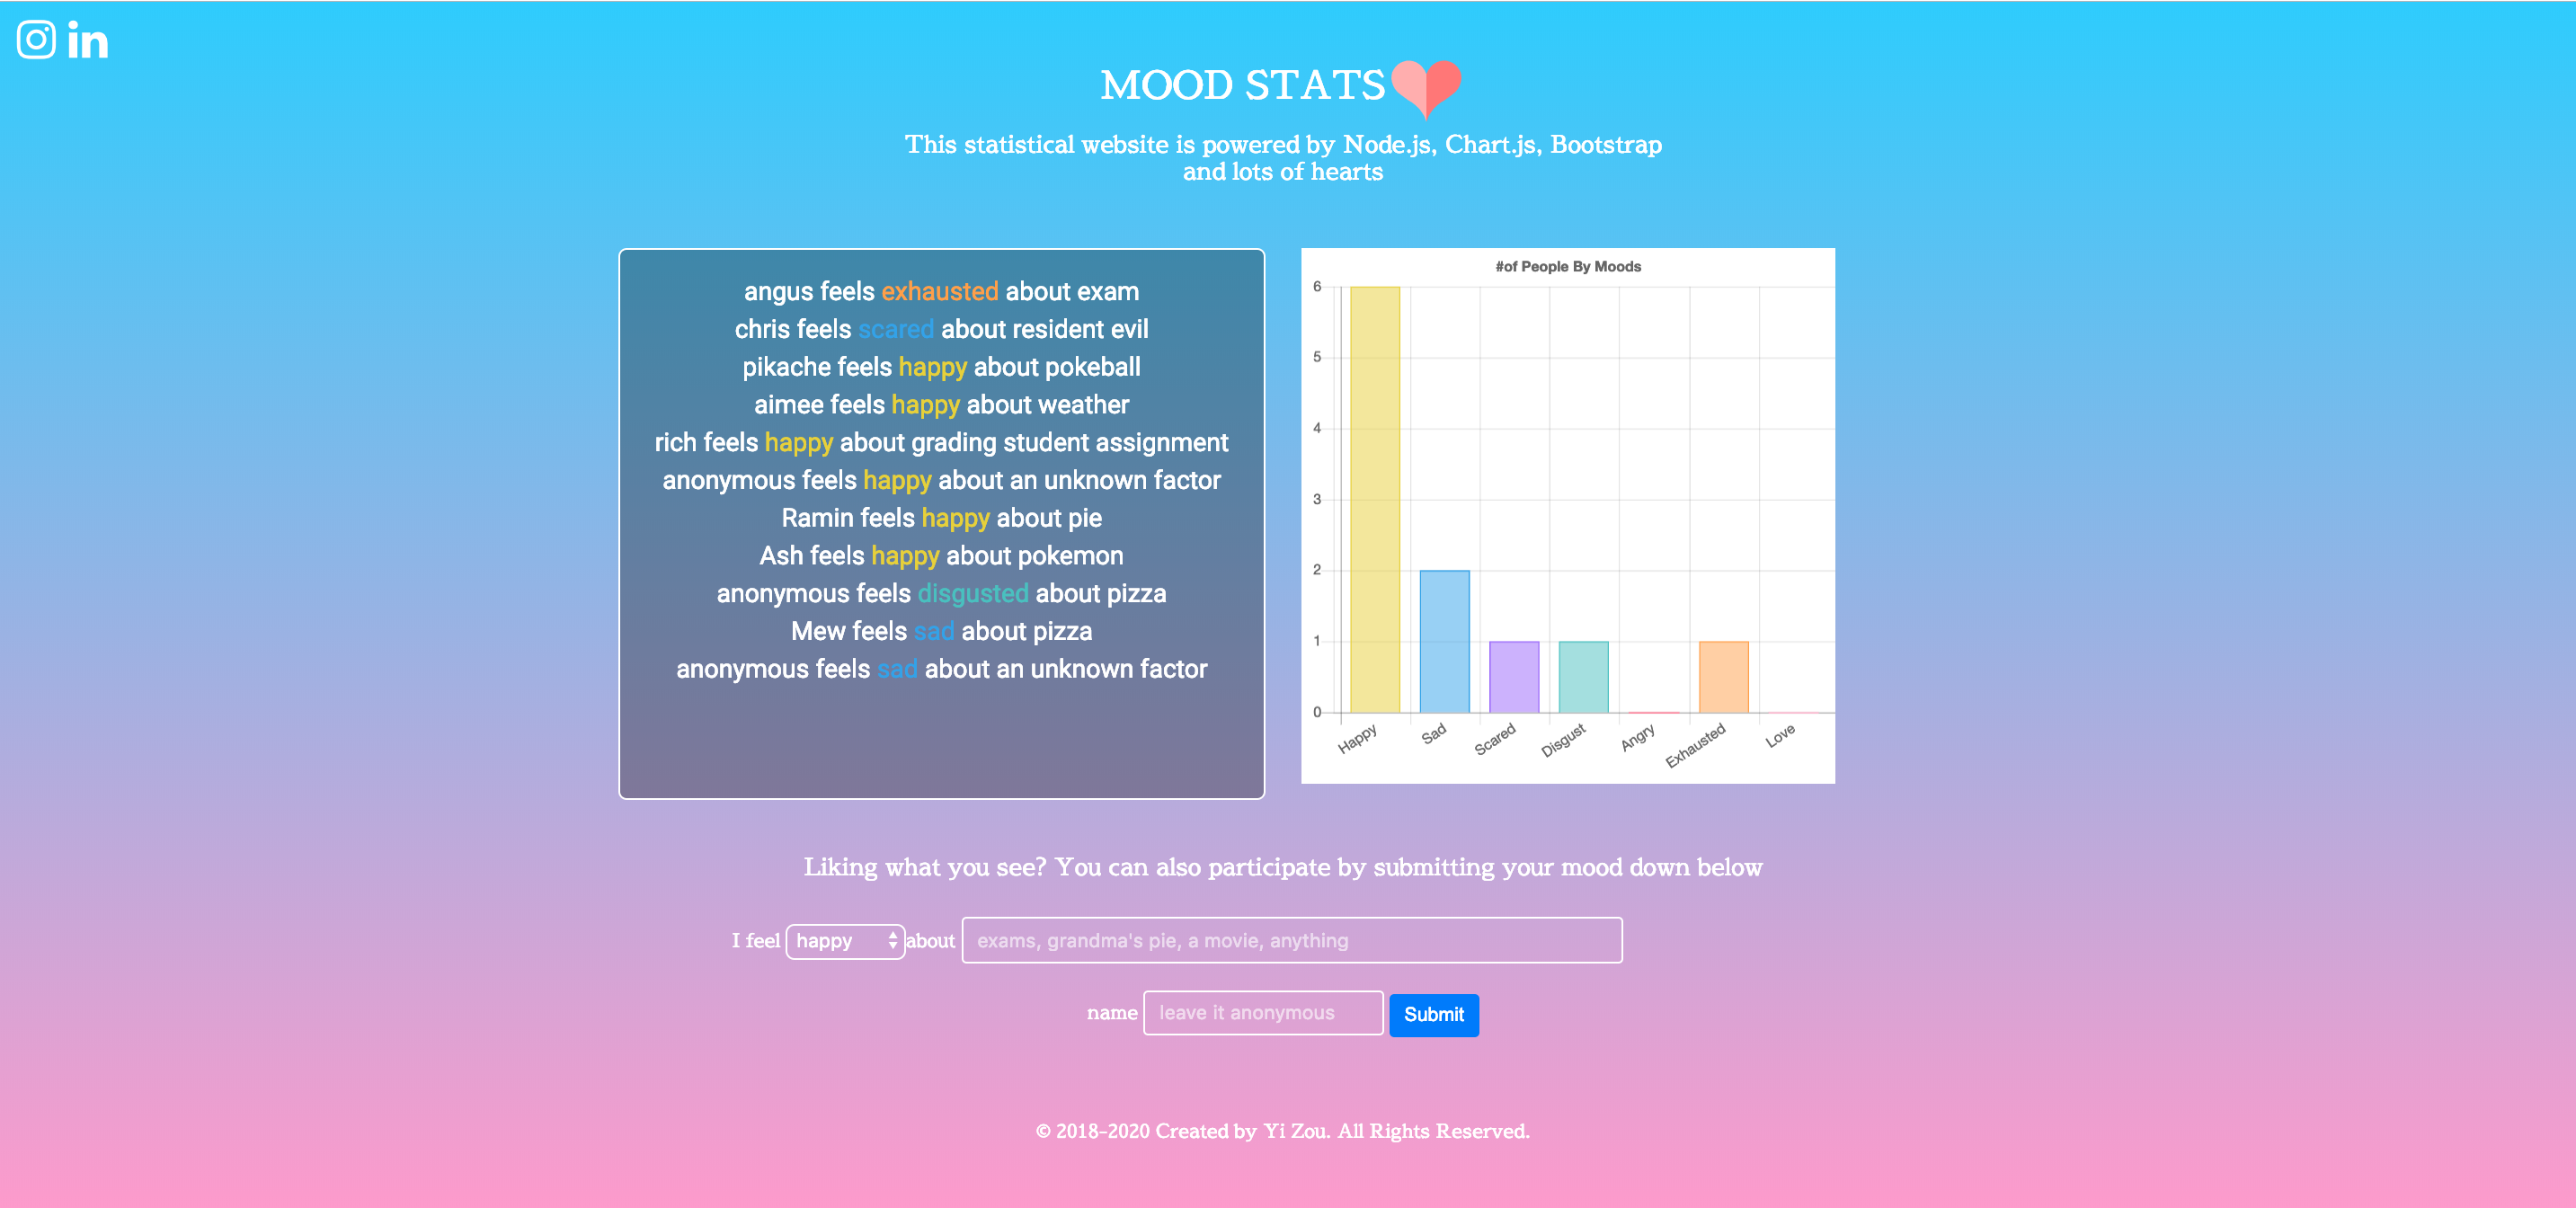 in
MOOD STATS
This statistical website is powered by Node.js, Chart.js, Bootstrap
and lots of hearts
angus feels exhausted about exam
chris feels scared about resident evil
pikache feels happy about pokeball
aimee feels happy about weather
rich feels happy about grading student assignment
anonymous feels happy about an unknown factor
Ramin feels happy about pie
Ash feels happy about pokemon
anonymous feels disgusted about pizza
Mew feels sad about pizza
anonymous feels sad about an unknown factor
#of People By Moods
6
5
4
3
2
1
0
Happy
Sad
Scared
Disgust
Angry
Exhausted
Love
Liking what you see? You can also participate by submitting your mood down below
I feel happy about exams, grandma's pie, a movie, anything
name leave it anonymous Submit
© 2018-2020 Created by Yi Zou. All Rights Reserved.